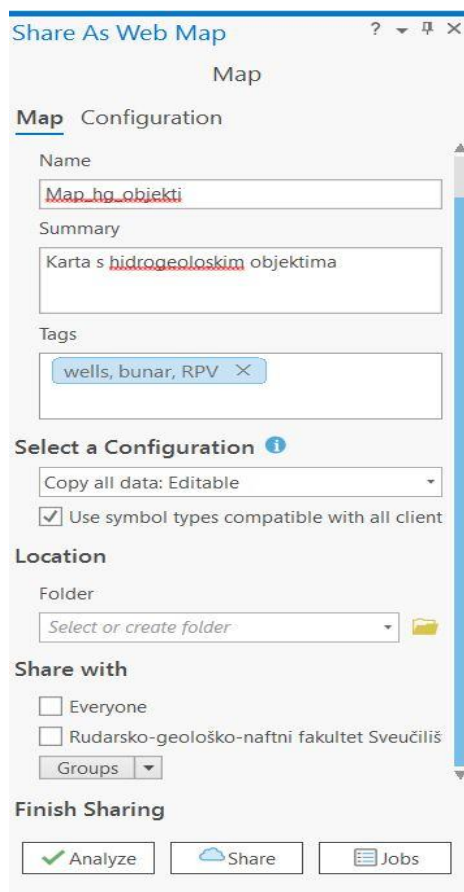 Share As Web Map ?
Map
Map Configuration
Name
Map_hg_objekti
Summary
Karta s hidrogeoloskim objektima
Tags
wells, bunar, RPV
Select a Configuration
Copy all data: Editable
Use symbol types compatible with all client
Location
Folder
Select or create folder
Share with
Everyone
Rudarsko-geološko-naftni fakultet Sveučiliš
Groups
Finish Sharing
Analyze Share Jobs